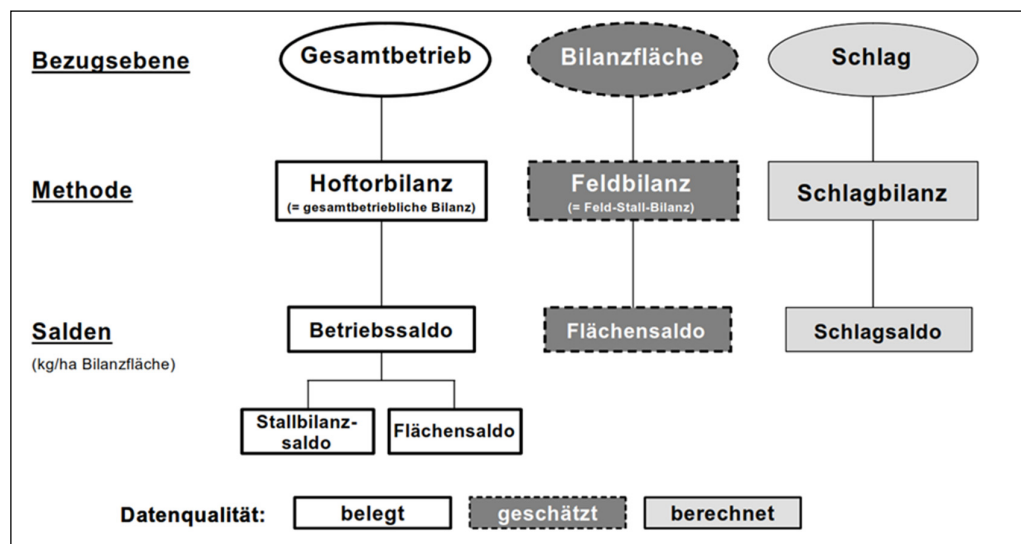 Bezugsebene
Gesamtbetrieb
Bilanzfläche
Schlag
Methode
Hoftorbilanz
(= gesamtbetriebliche Bilanz)
Feldbilanz
(= Feld-Stall-Bilanz)
Schlagbilanz
Salden
(kg/ha Bilanzfläche)
Betriebssaldo
Flächensaldo
Schlagsaldo
Stallbilanz-
saldo
Flächensaldo
Datenqualität:
belegt
geschätzt
berechnet